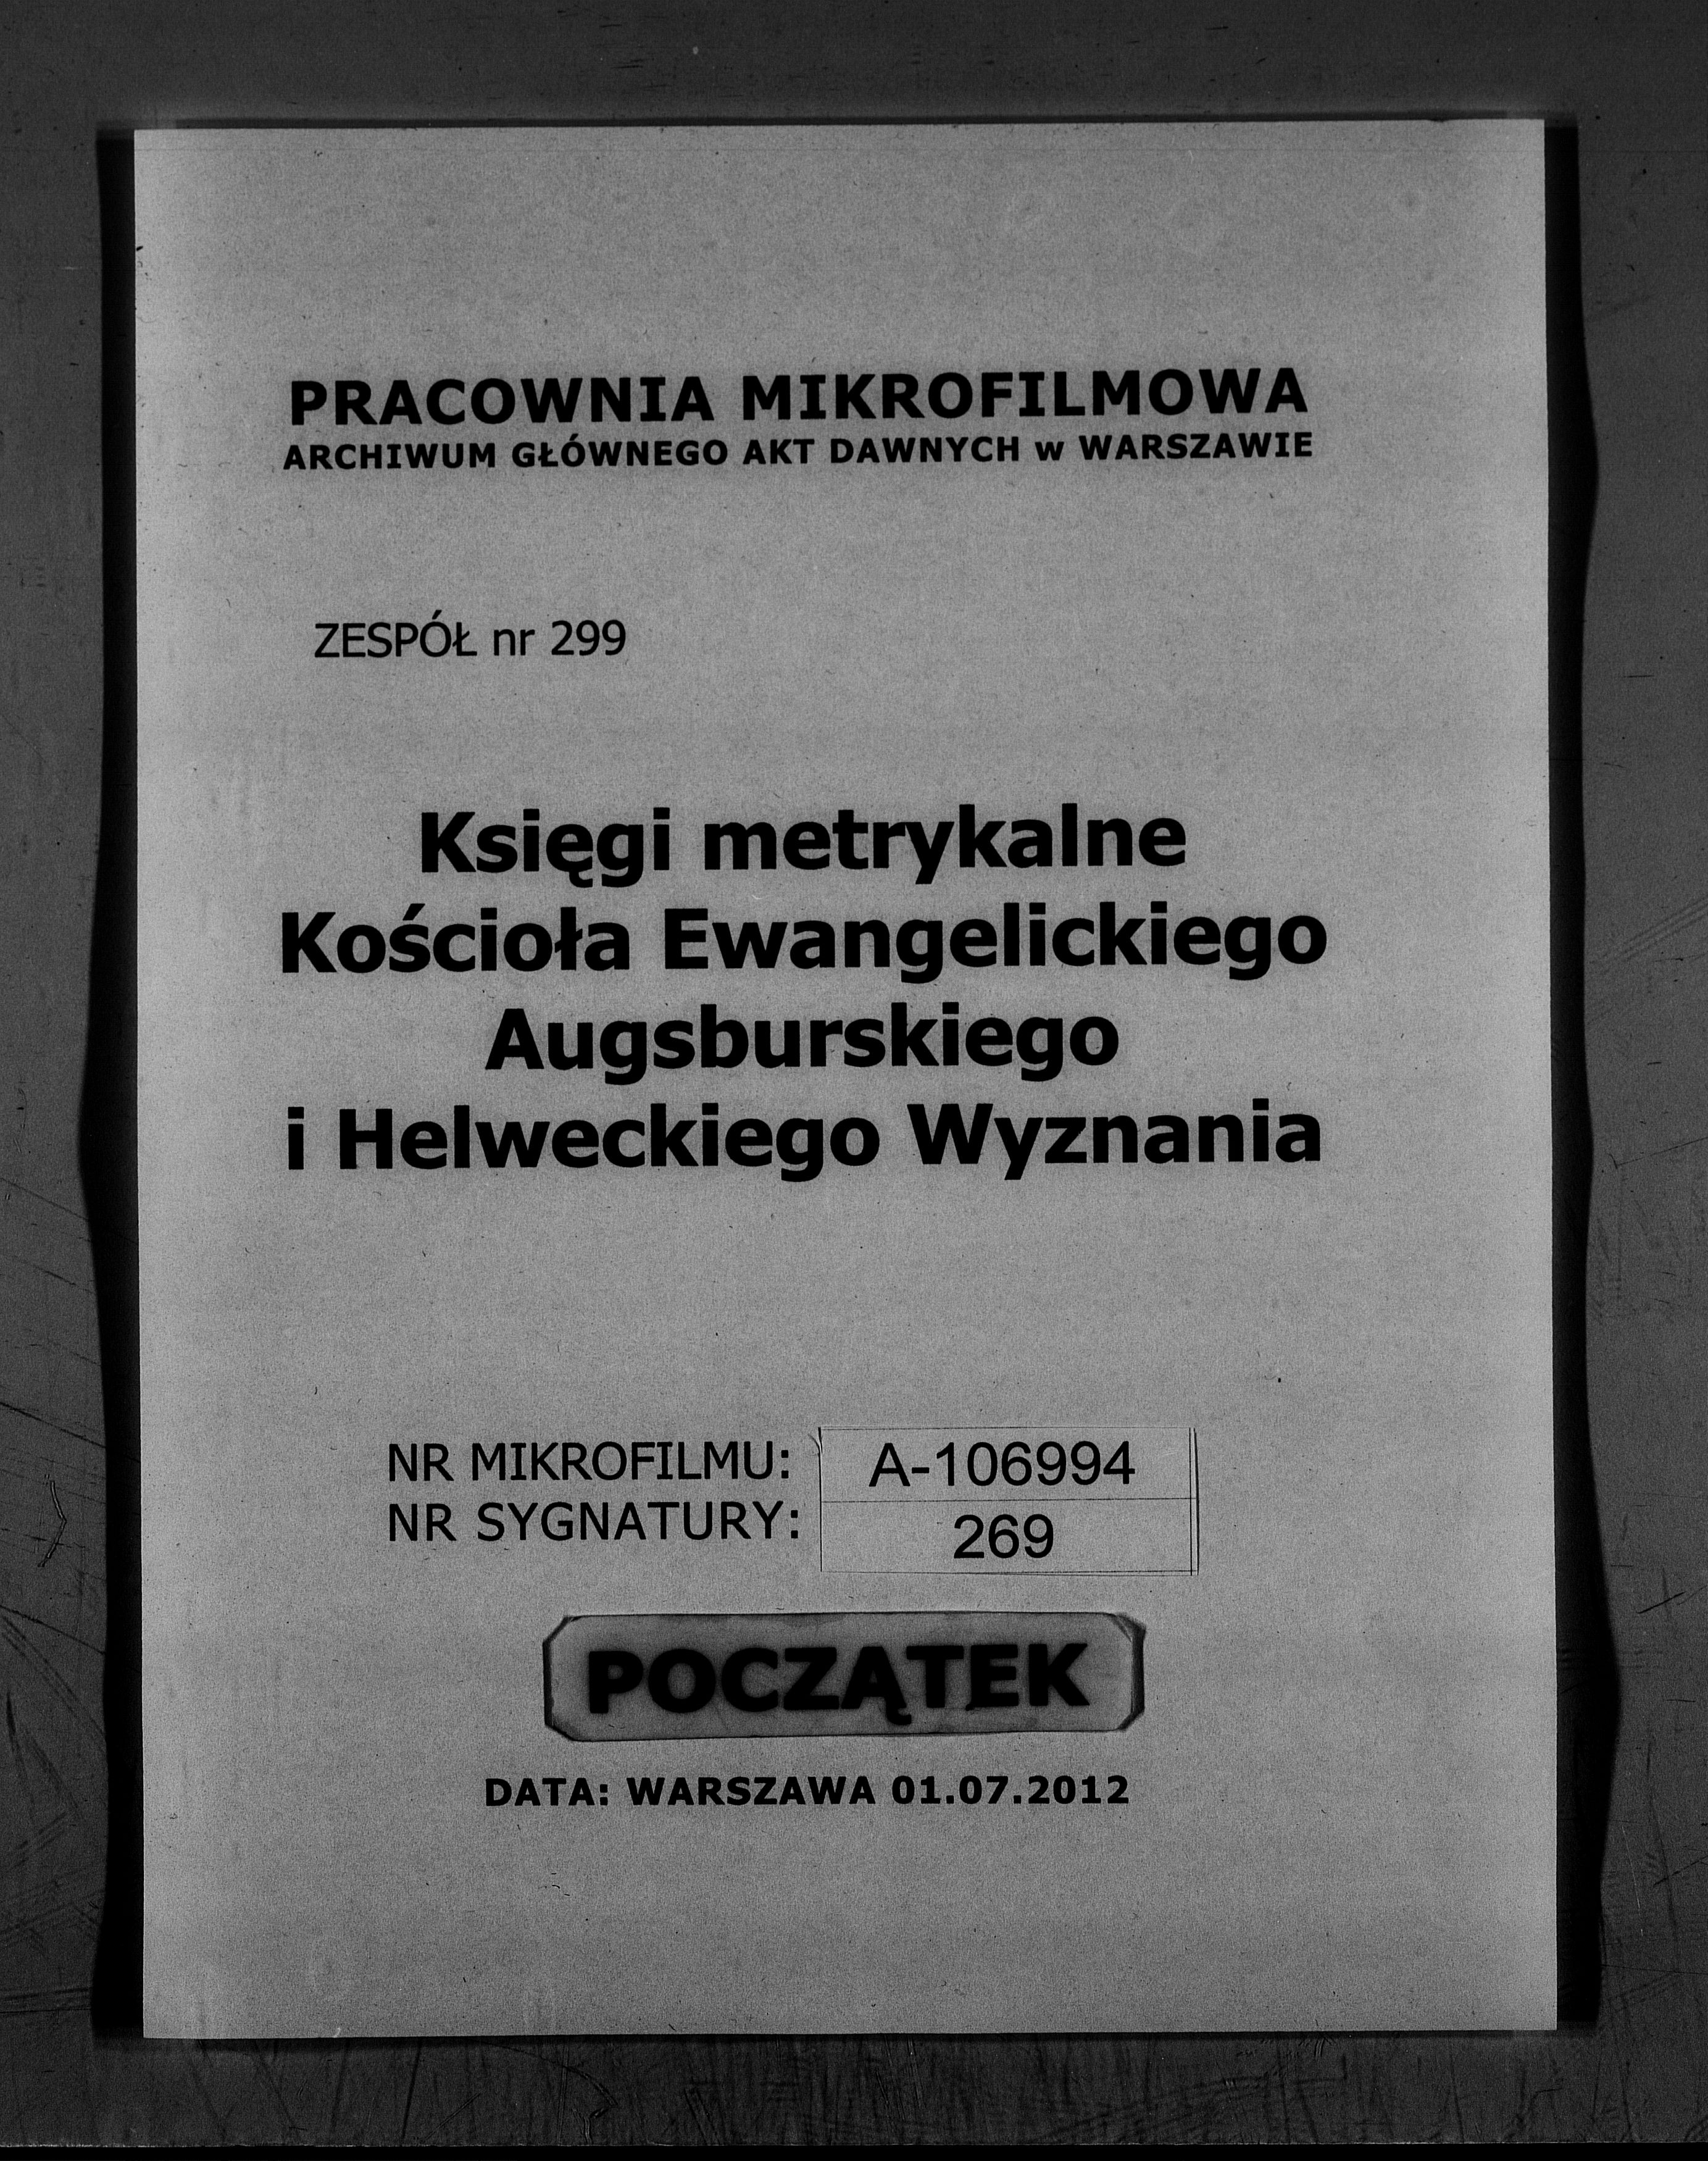 PRACOWNIA MIKROFILMOWA
ARCHIWUM GŁÓWNEGO AKT DAWNYCH w WARSZAWIE
ZESPÓŁ nr 299
Księgi metrykalne
Kościoła Ewangelickiego
Augsburskiego
i Helweckiego Wyznania
NR MIKROFILMU: A-106994
NR SYGNATURY: 269
POCZĄTEK
DATA: WARSZAWA 01.07.2012